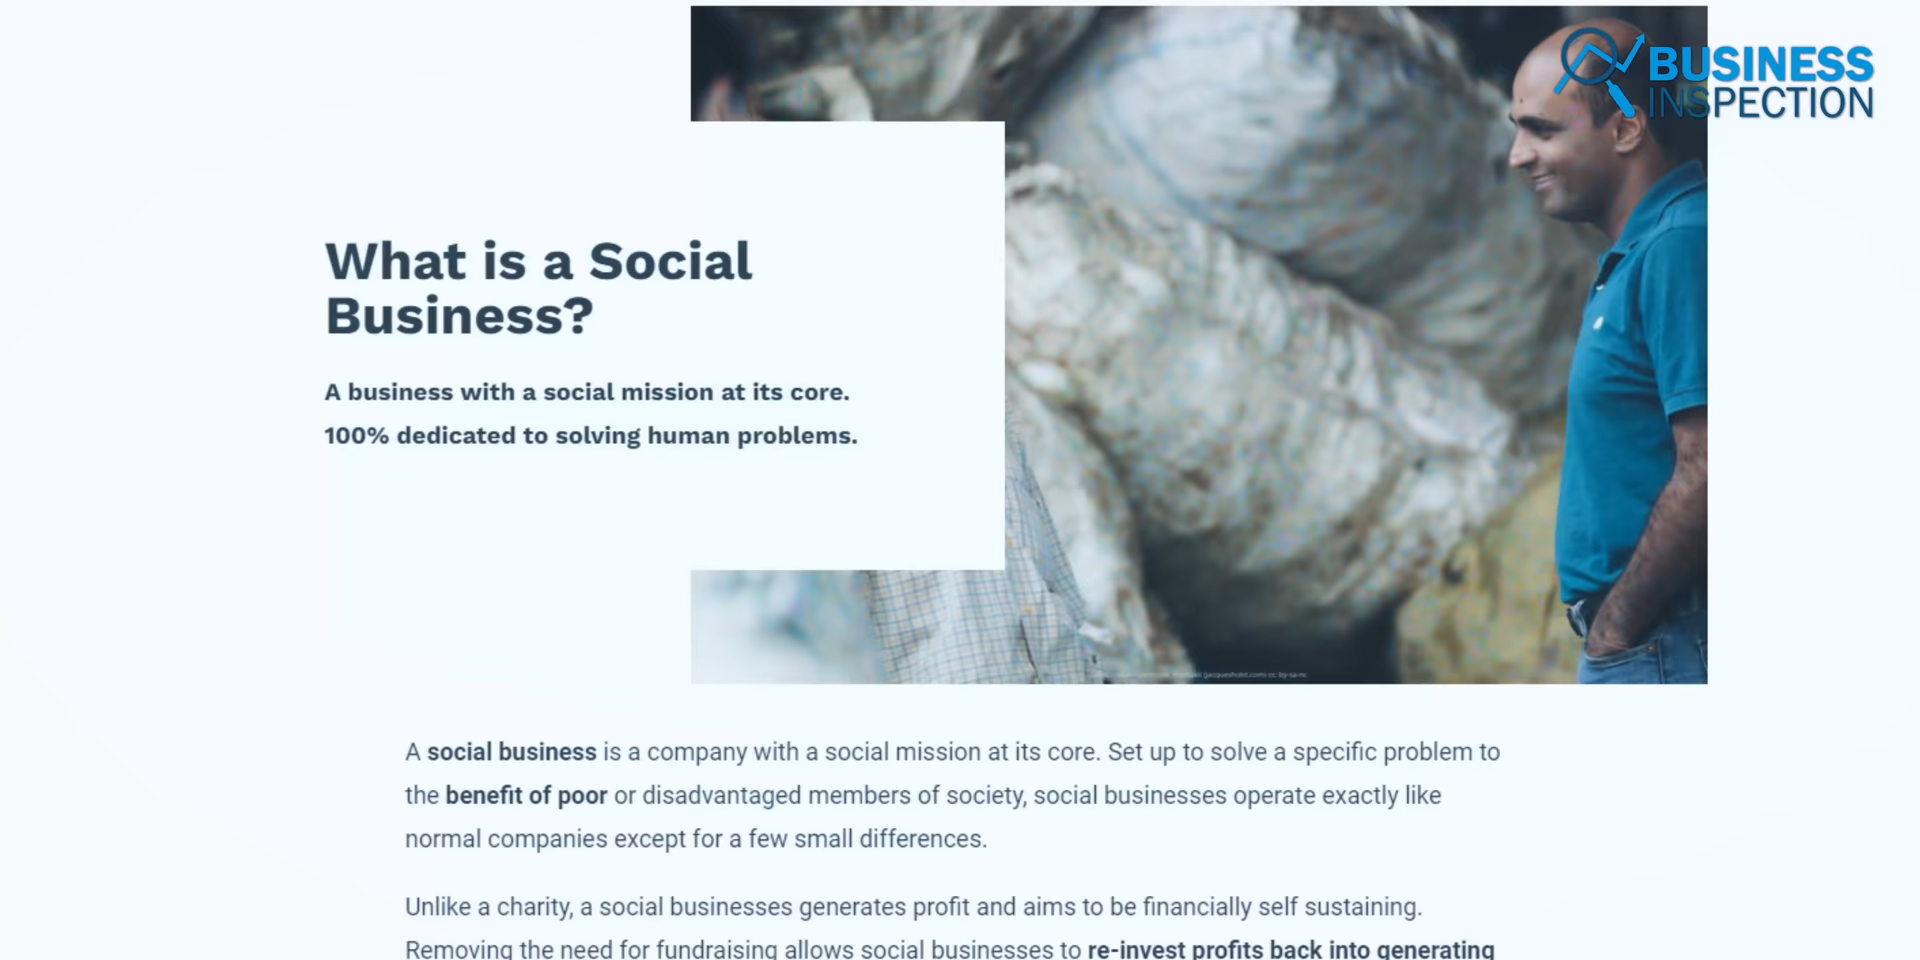 BUSINESS
INSPECTION
What is a Social
Business?
A business with a social mission at its core.
100% dedicated to solving human problems.
A social business is a company with a social mission at its core. Set up to solve a specific problem to
the benefit of poor or disadvantaged members of society, social businesses operate exactly like
normal companies except for a few small differences.
Unlike a charity, a social businesses generates profit and aims to be financially self sustaining.
Removing the need for fundraising allows social businesses to re-invest profits back into generating